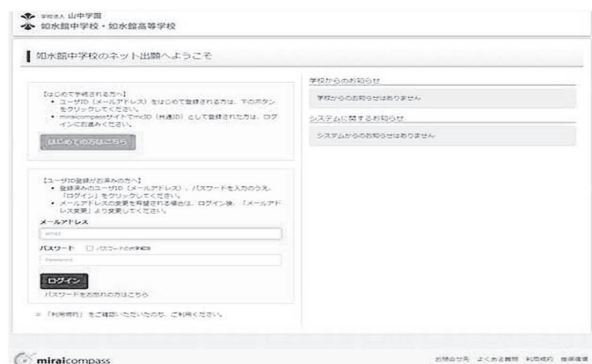 学校法人 山中学園
如水館中学校・如水館高等学校
如水館中学校のネット出願へようこそ
【はじめて手続される方へ】
• ユーザID（メールアドレス）をはじめて登録される方は、下のボタン
をクリックしてください。
• miraicompassサイトでmcID（共通ID）として登録された方は、ログ
インにお進みください。
はじめての方はこちら
【ユーザID登録がお済みの方へ】
• 登録済みのユーザID（メールアドレス）、パスワードを入力のうえ、
「ログイン」をクリックしてください。
• メールアドレスの変更を希望される場合は、ログイン後、「メールアド
レス変更」より変更してください。
メールアドレス
email
パスワード
Password
ログイン
パスワードをお忘れの方はこちら
※ 「利用規約」をご確認いただいたのち、ご利用ください。
学校からのお知らせ
学校からのお知らせはありません
システムに関するお知らせ
システムからのお知らせはありません
miraicompass
お問合せ先 よくある質問 利用規約 推奨環境